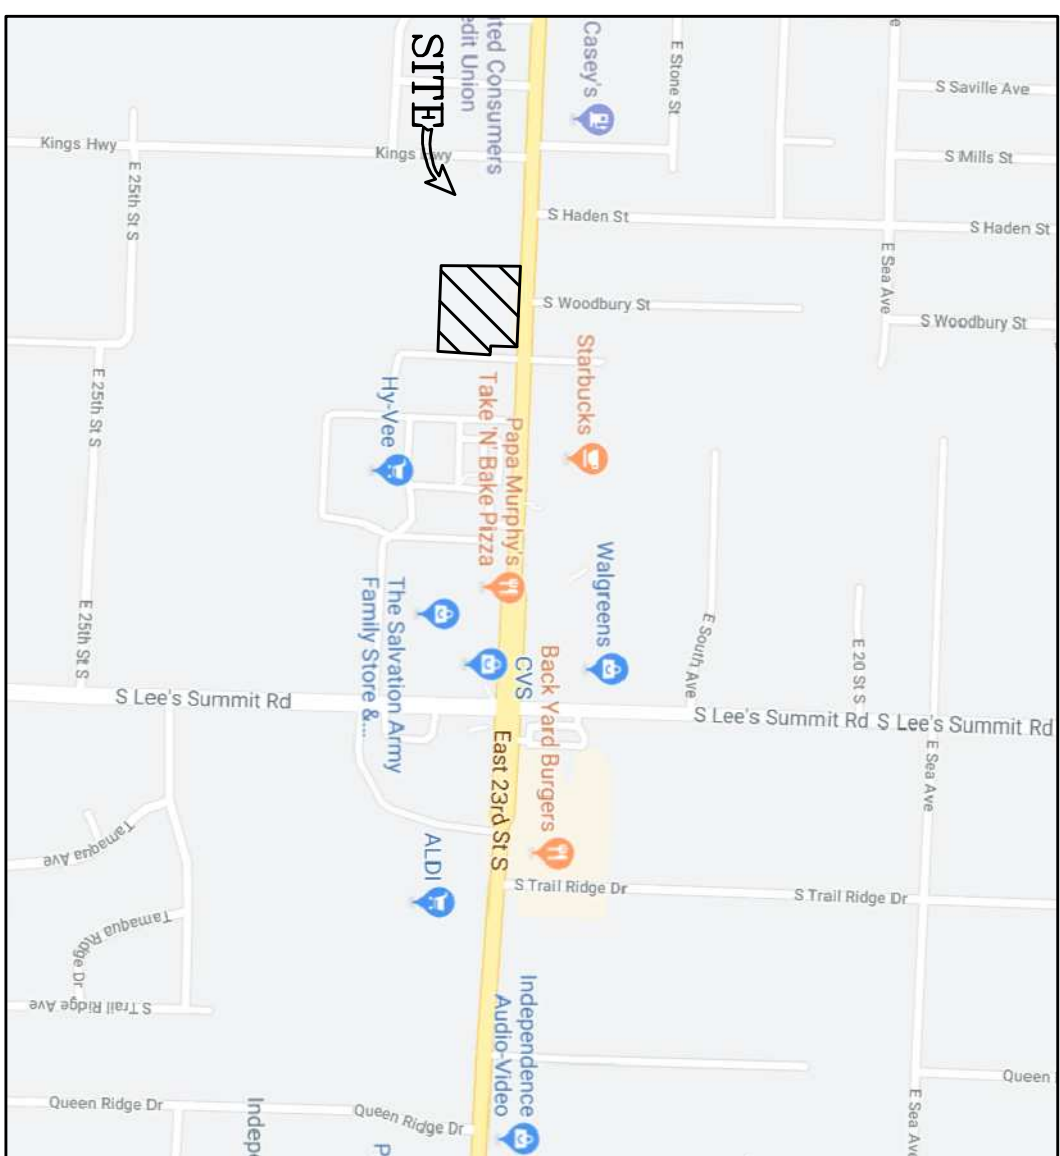 SITE
ited Consumers
edit Union
Casey's
E Stone St
S Saville Ave
S Mills St
Kings Hwy
Kings Hwy
E 25th St S
S Haden St
S Haden St
E Sea Ave
S Woodbury St
S Woodbury St
Starbucks
Hy-Vee
Papa Murphy's
Take 'N' Bake Pizza
E 25th St S
Walgreens
The Salvation Army
Family Store &...
CVS
Back Yard Burgers
E South Ave
E 20 St S
E 25th St S
S Lee's Summit Rd
S Lee's Summit Rd
S Lee's Summit Rd
East 23rd St S
E Sea Ave
ALDI
Tamaqua Ave
S Trail Ridge Dr
S Trail Ridge Dr
Tamaqua Ridge Dr
S Trail Ridge Ave
Independence
Audio-Video
Queen Ridge Dr
Queen Ridge Dr
Queen
E Sea Ave
Indep
P
e